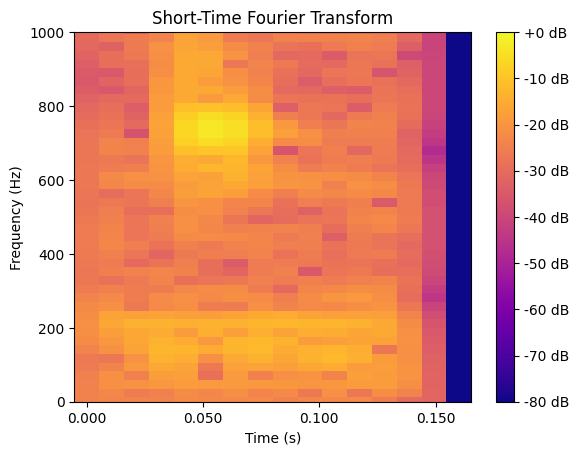 Short-Time Fourier Transform
1000
800
600
400
200
0
Frequency (Hz)
0.000
0.050
0.100
0.150
Time (s)
+0 dB
-10 dB
-20 dB
-30 dB
-40 dB
-50 dB
-60 dB
-70 dB
-80 dB